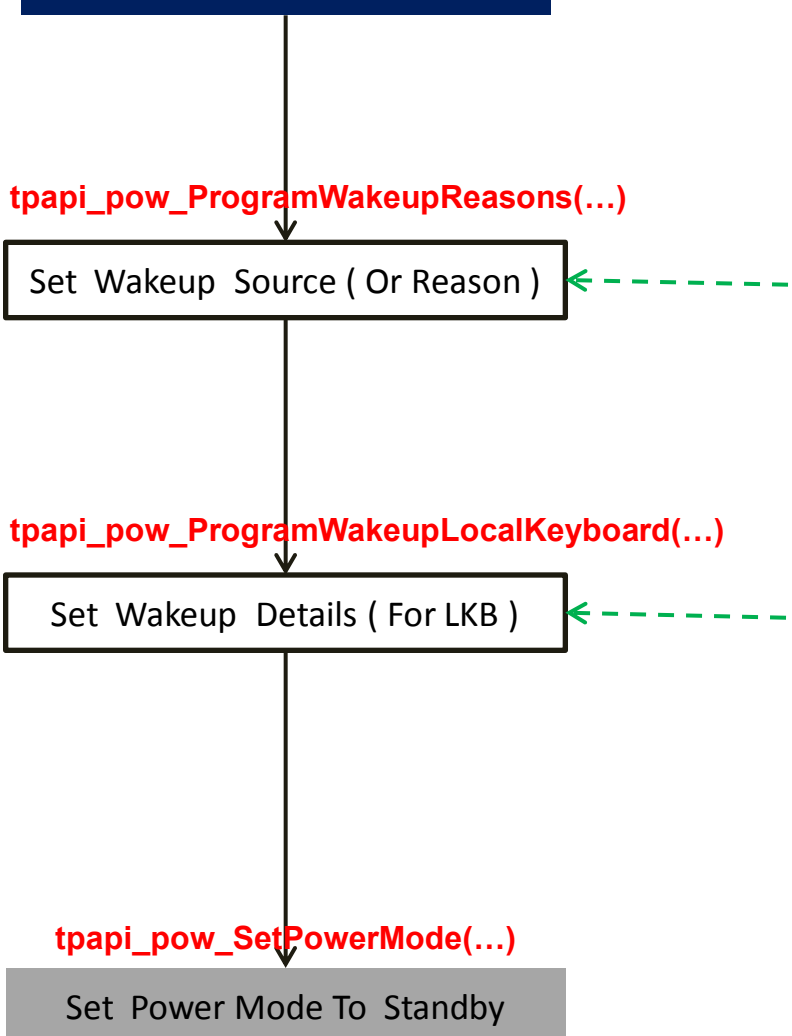 tpapi_pow_ProgramWakeupReasons(…)
Set Wakeup Source ( Or Reason )
tpapi_pow_ProgramWakeupLocalKeyboard(…)
Set Wakeup Details ( For LKB )
tpapi_pow_SetPowerMode(…)
Set Power Mode To Standby